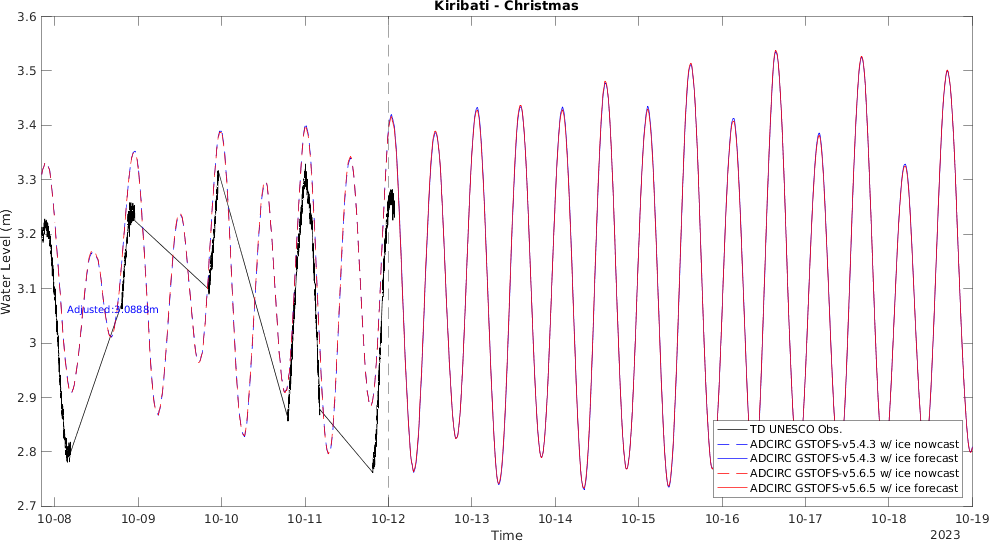 Kiribati - Christmas
3.6
3.5
3.4
3.3
3.2
3.1
3
2.9
2.8
2.7
Water Level (m)
Adjusted:3.0888m
TD UNESCO Obs.
ADCIRC GSTOFS-v5.4.3 w/ ice nowcast
ADCIRC GSTOFS-v5.4.3 w/ ice forecast
ADCIRC GSTOFS-v5.6.5 w/ ice nowcast
ADCIRC GSTOFS-v5.6.5 w/ ice forecast
10-08 10-09 10-10 10-11 10-12 10-13 10-14 10-15 10-16 10-17 10-18 10-19
Time
2023